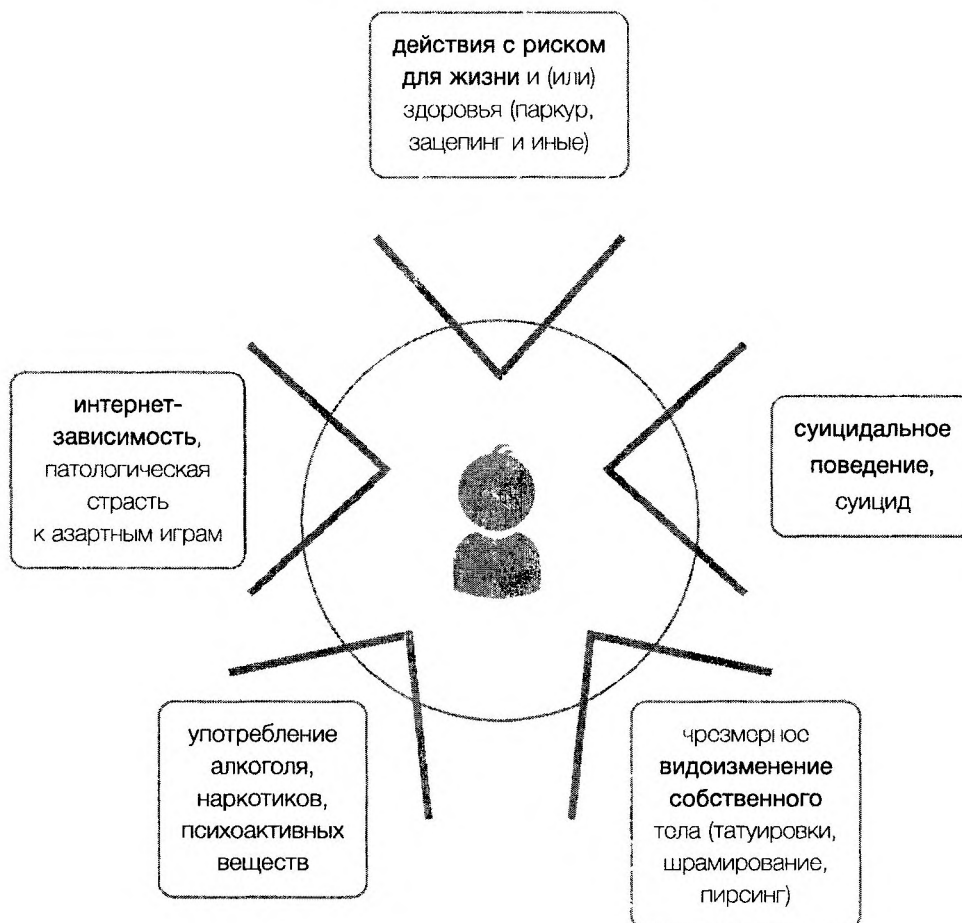 действия с риском
для жизни и (или)
здоровья (паркур,
зацепинг и иные)
интернет-
зависимость,
патологическая
страсть
к азартным играм
суицидальное
поведение,
суицид
употребление
алкоголя,
наркотиков,
психоактивных
веществ
чрезмерное
видоизменение
собственного
тела (татуировки,
шрамирование,
пирсинг)